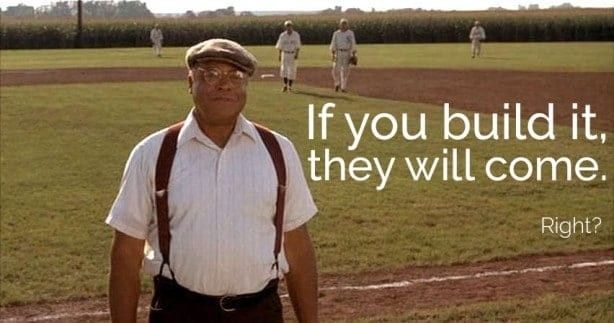 If you build it,
they will come.
Right?